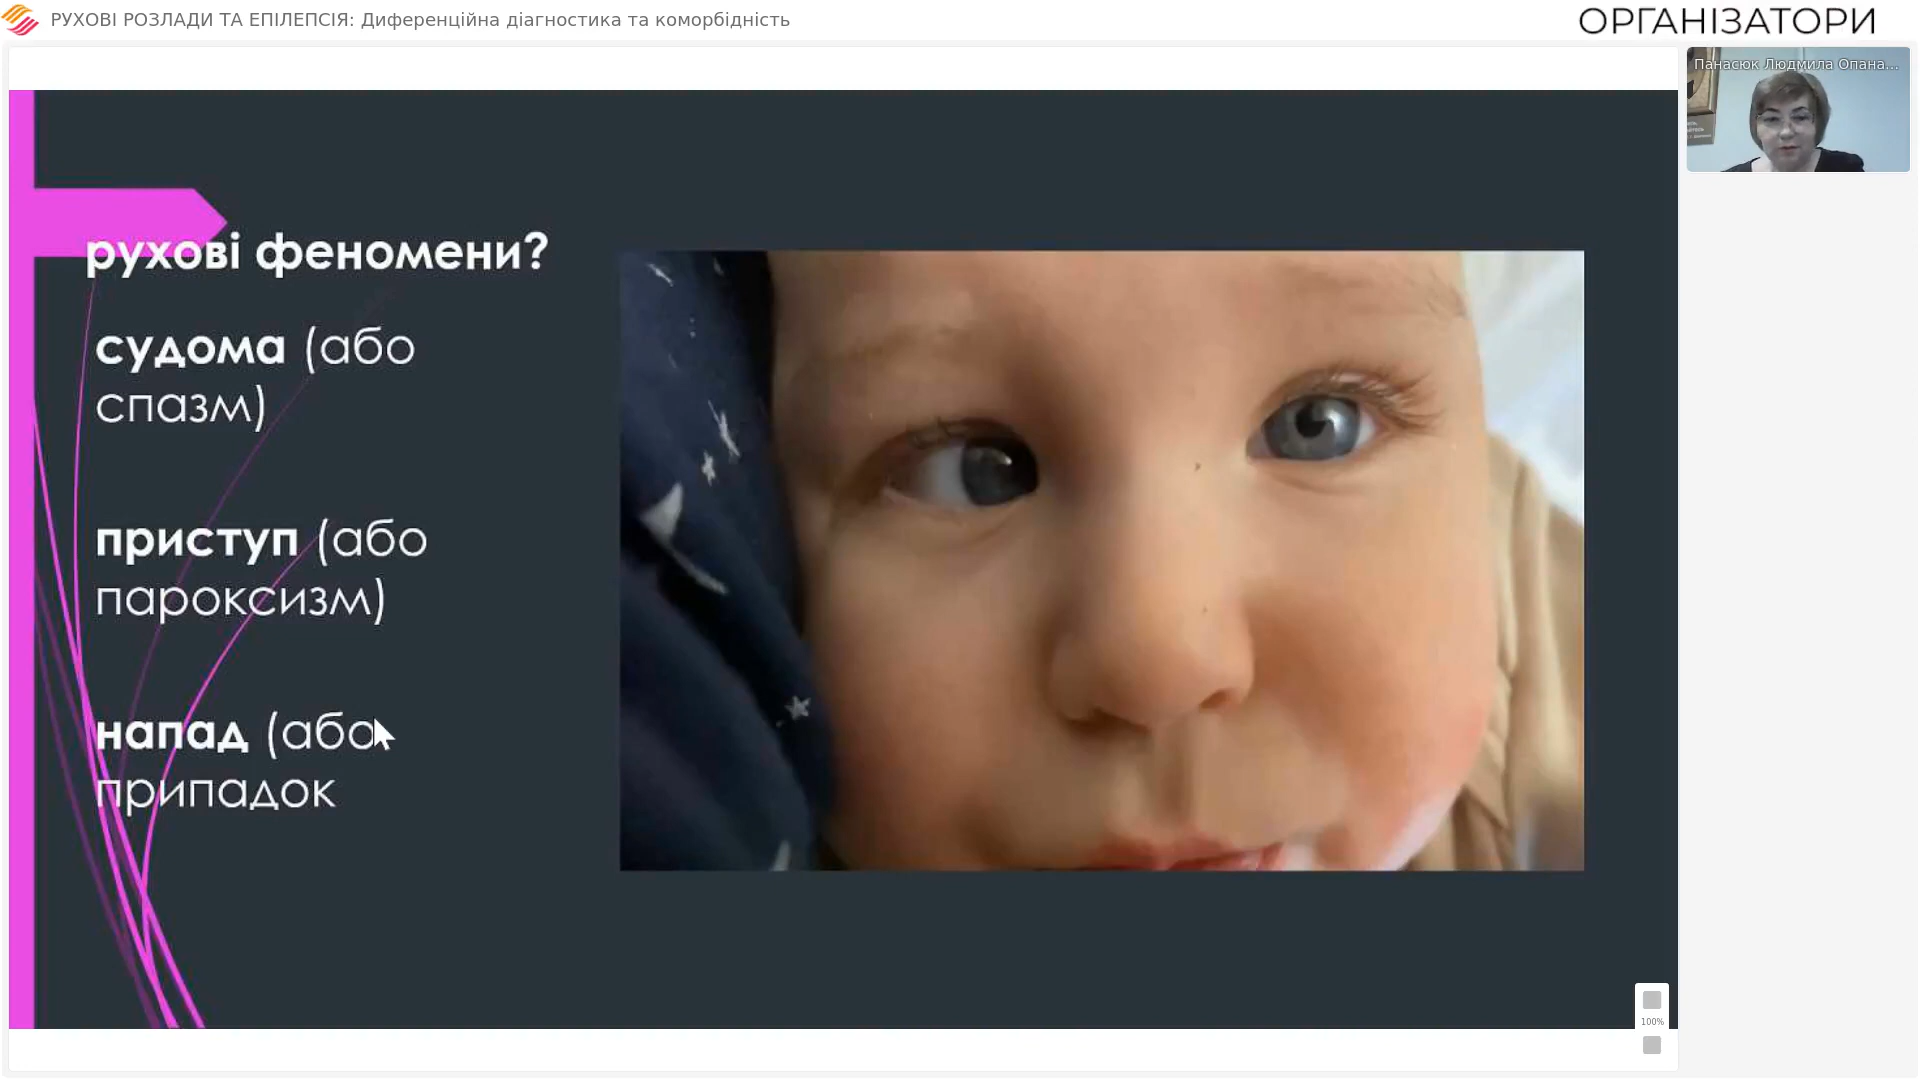 РУХОВІ РОЗЛАДИ ТА ЕПІЛЕПСІЯ: Диференційна діагностика та коморбідність
ОРГАНІЗАТОРИ
Панасюк Людмила Опана...
рухові феномени?
судома (або
спазм)
приступ (або
пароксизм)
напад (або
припадок
100%